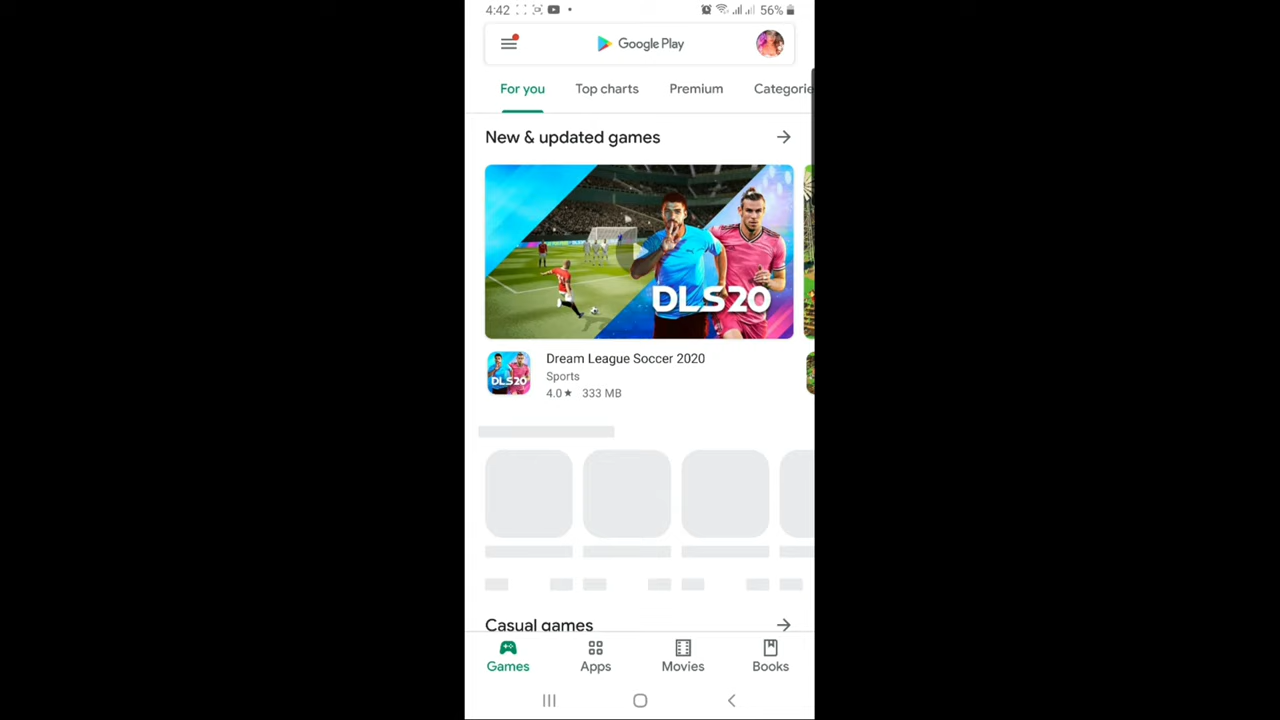 4:42
56%
Google Play
For you
Top charts
Premium
Categorie
New & updated games
DLS20
DLS20
Dream League Soccer 2020
Sports
4.0★ 333 MB
Casual games
Games
Apps
Movies
Books